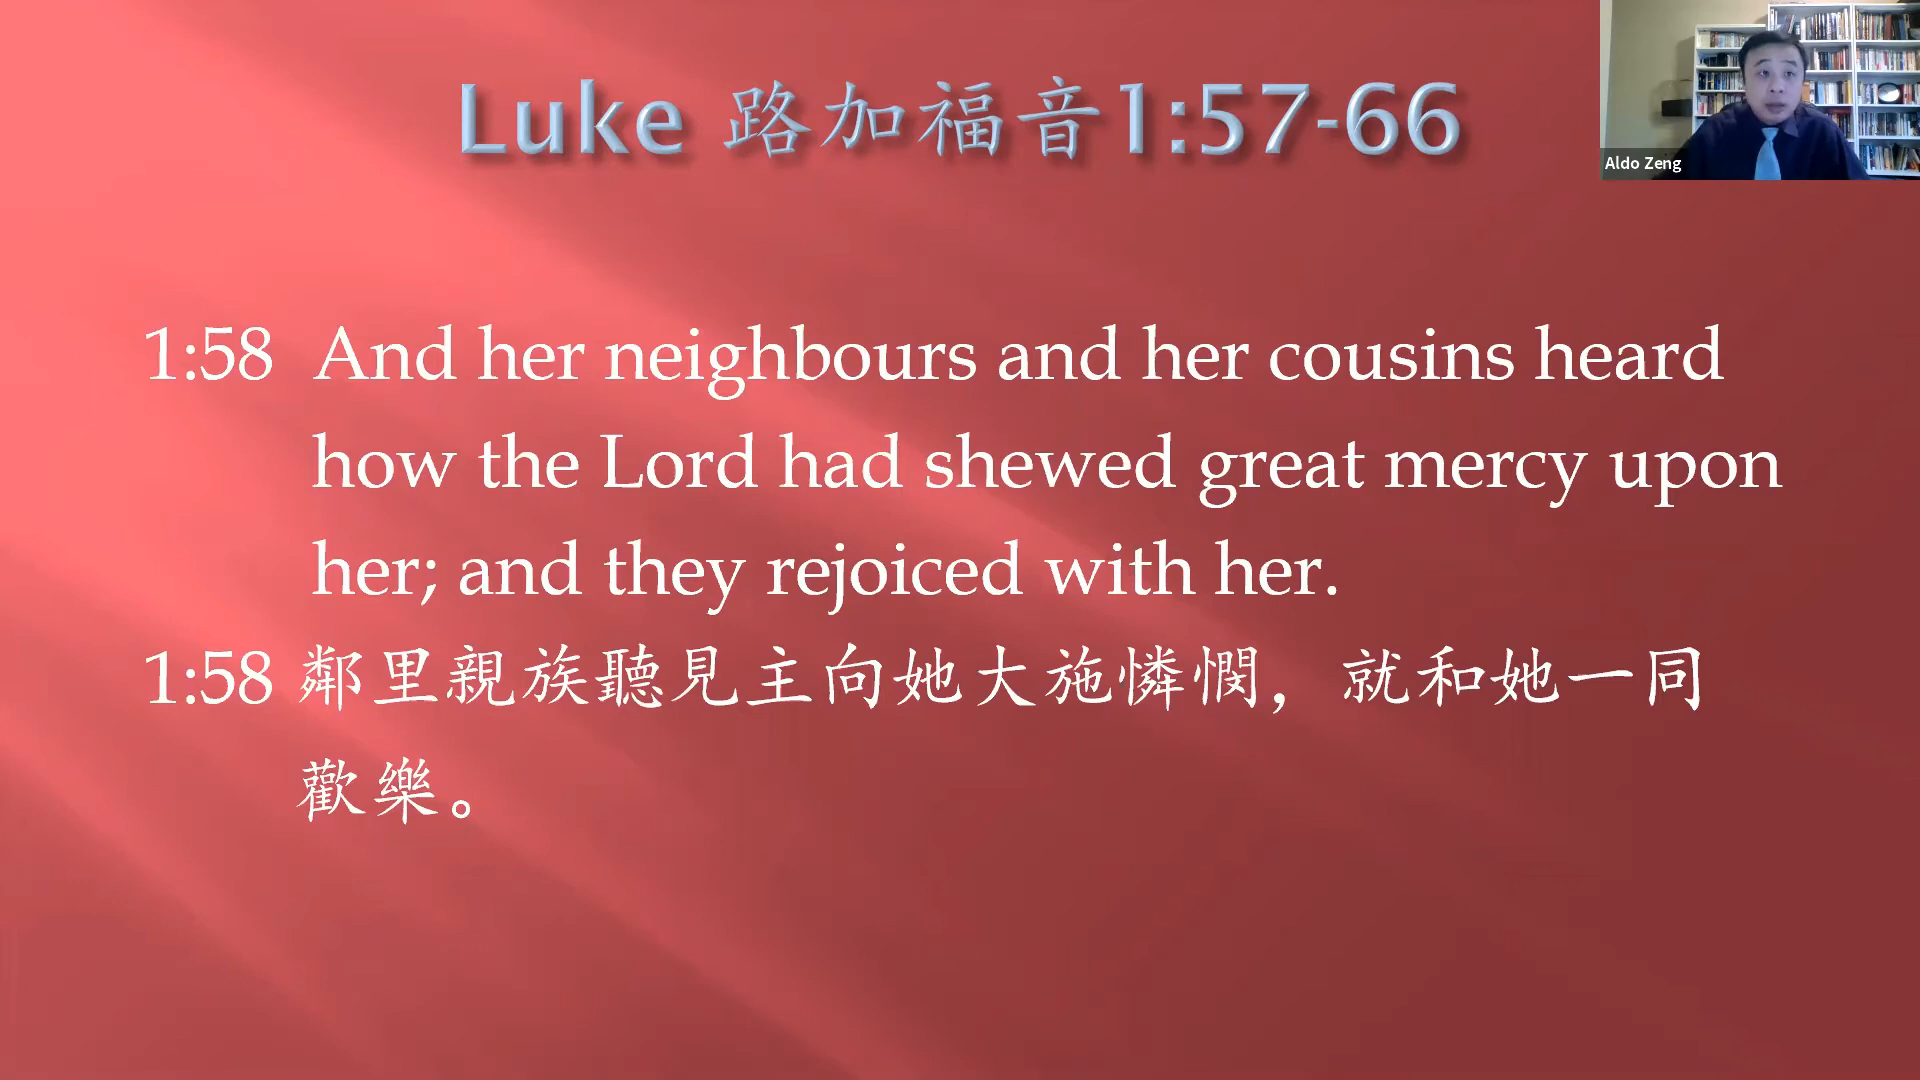 Luke 路加福音1:57-66
Aldo Zeng
1:58 And her neighbours and her cousins heard
how the Lord had shewed great mercy upon
her; and they rejoiced with her.
1:58 鄰里親族聽見主向她大施憐憫，就和她一同
歡樂。